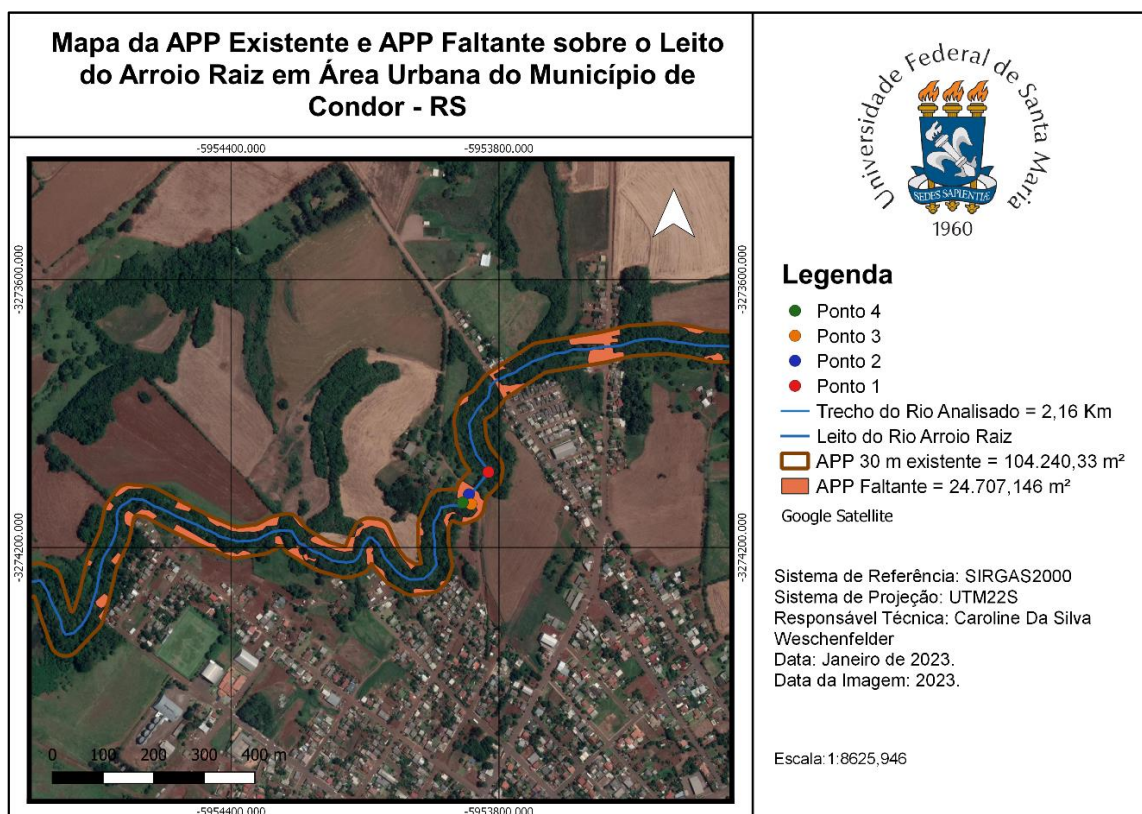 Mapa da APP Existente e APP Faltante sobre o Leito
do Arroio Raiz em Área Urbana do Município de
Condor - RS
-5954400.000
-5953800.000
-3273600.000
-3273600.000
-3274200.000
-3274200.000
0 100 200 300 400 m
-5954400.000
-5953800.000
Universidade Federal de Santa Maria
SEDES SAPIENTIÆ
1960
Legenda
Ponto 4
Ponto 3
Ponto 2
Ponto 1
Trecho do Rio Analisado = 2,16 Km
Leito do Rio Arroio Raiz
APP 30 m existente = 104.240,33 m²
APP Faltante = 24.707,146 m²
Google Satellite
Sistema de Referência: SIRGAS2000
Sistema de Projeção: UTM22S
Responsável Técnica: Caroline Da Silva
Weschenfelder
Data: Janeiro de 2023.
Data da Imagem: 2023.
Escala:1:8625,946